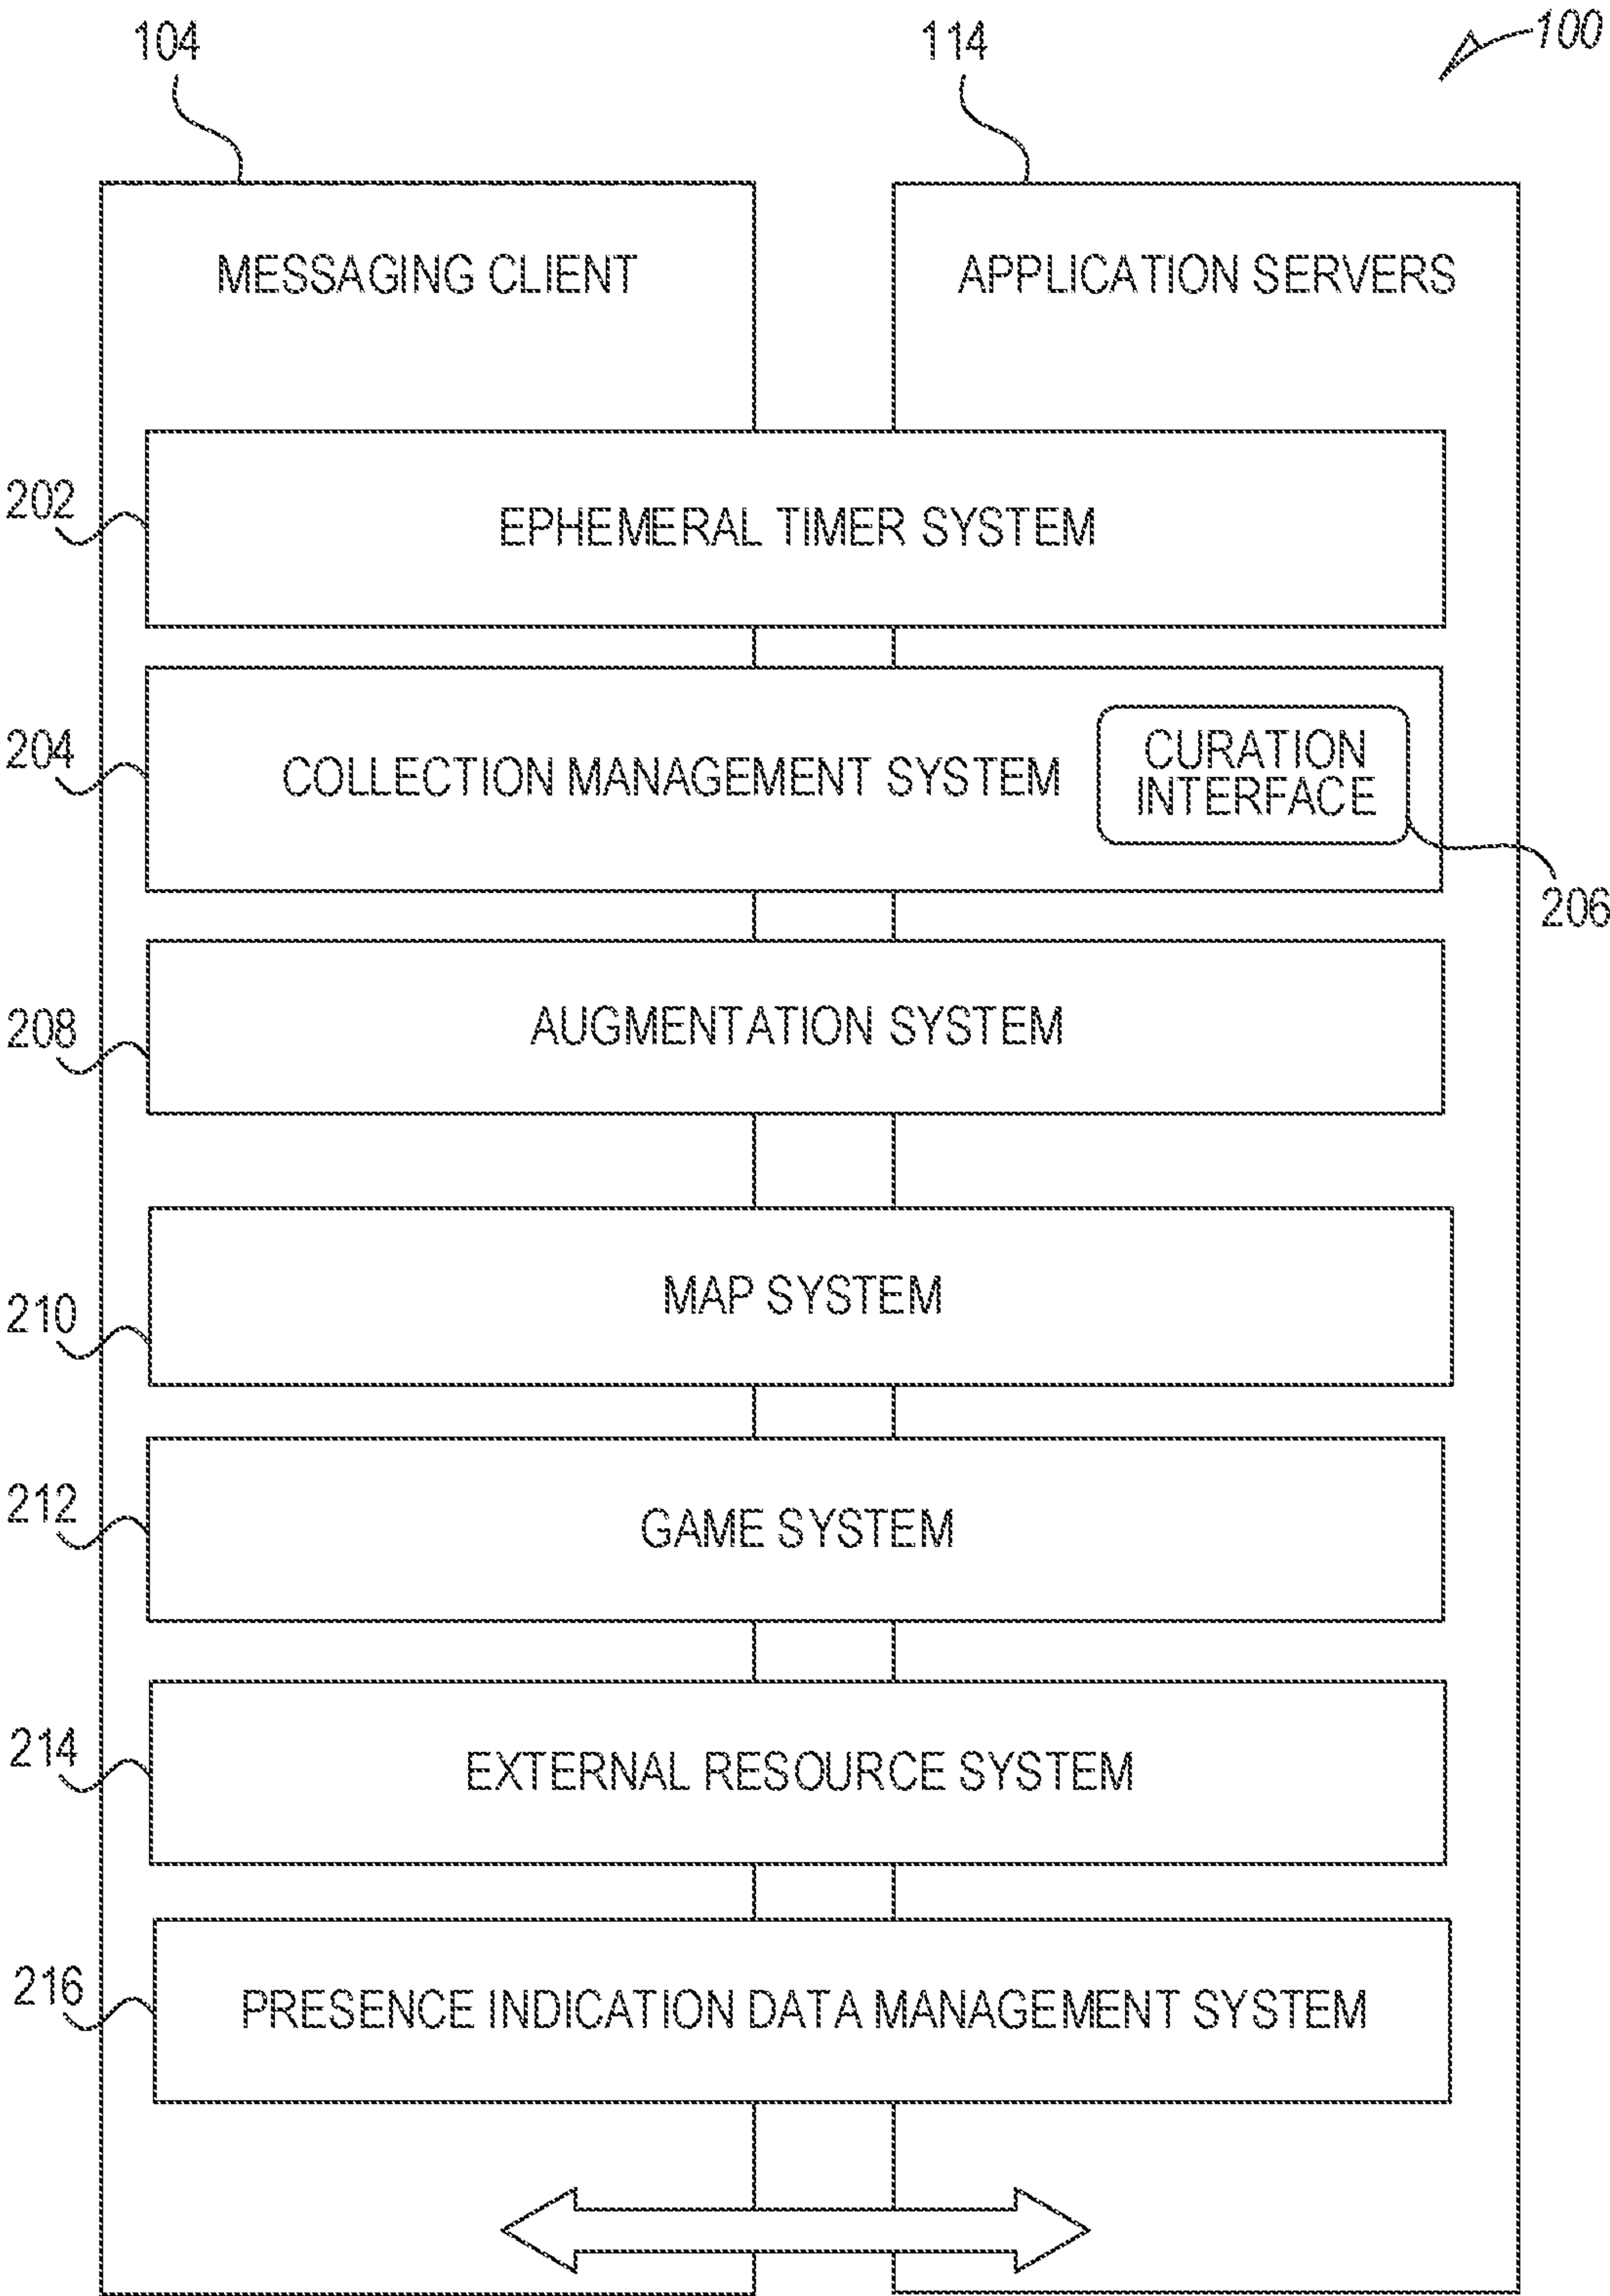 104
114
100
MESSAGING CLIENT
APPLICATION SERVERS
202
EPHEMERAL TIMER SYSTEM
204
COLLECTION MANAGEMENT SYSTEM
CURATION
INTERFACE
206
208
AUGMENTATION SYSTEM
210
MAP SYSTEM
212
GAME SYSTEM
214
EXTERNAL RESOURCE SYSTEM
216
PRESENCE INDICATION DATA MANAGEMENT SYSTEM